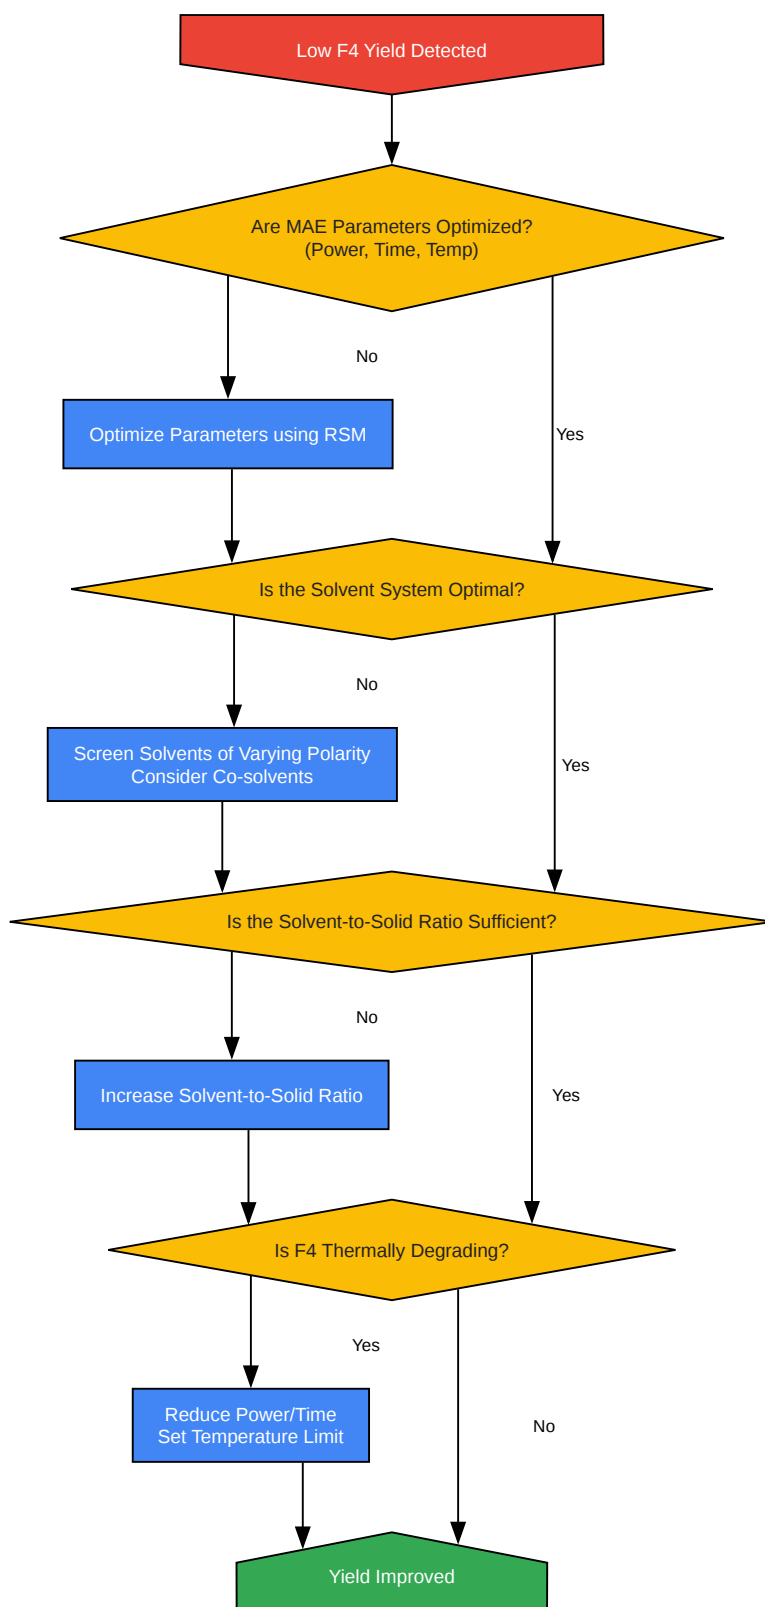 Low F4 Yield Detected
Are MAE Parameters Optimized?
(Power, Time, Temp)
No
Optimize Parameters using RSM
Yes
Is the Solvent System Optimal?
No
Screen Solvents of Varying Polarity
Consider Co-solvents
Yes
Is the Solvent-to-Solid Ratio Sufficient?
No
Increase Solvent-to-Solid Ratio
Yes
Is F4 Thermally Degrading?
Yes
Reduce Power/Time
Set Temperature Limit
No
Yield Improved